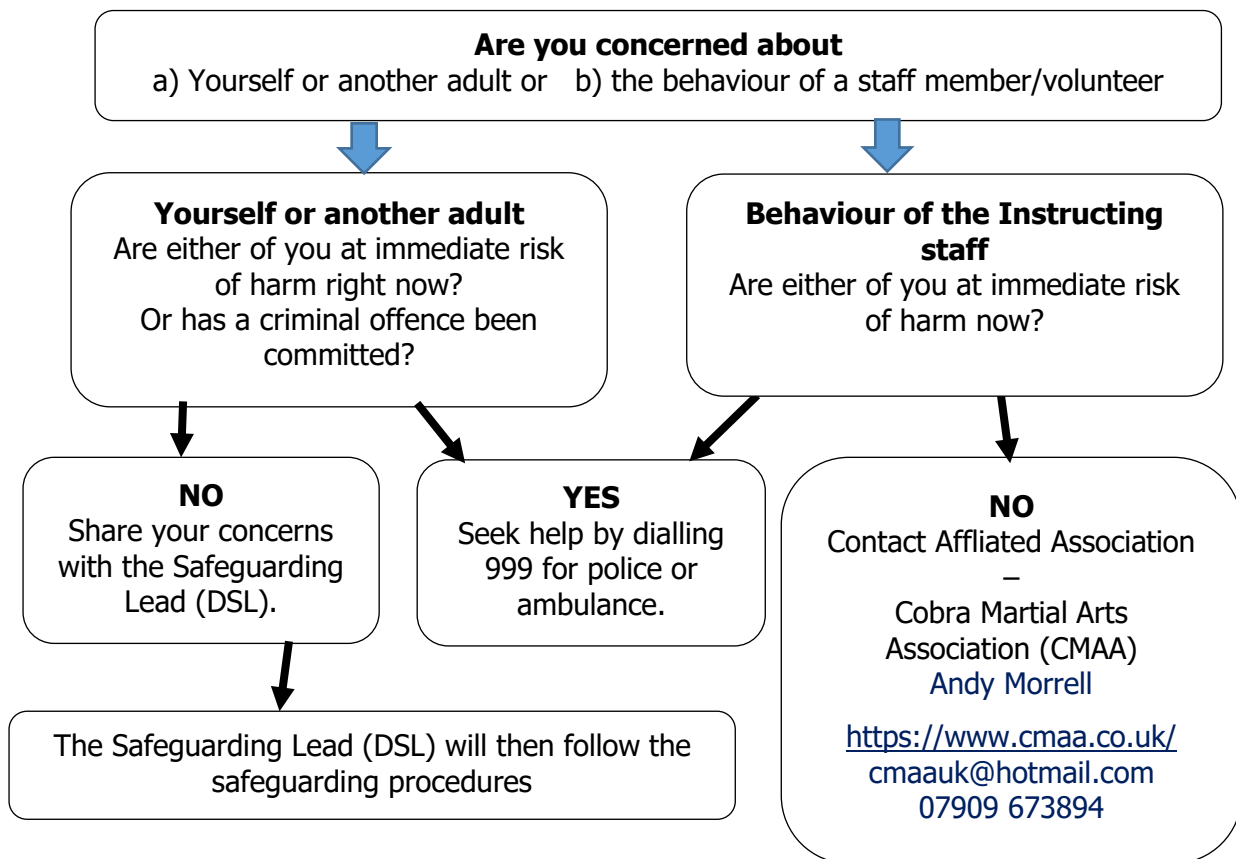 Are you concerned about
a) Yourself or another adult or b) the behaviour of a staff member/volunteer
Yourself or another adult
Are either of you at immediate risk
of harm right now?
Or has a criminal offence been
committed?
Behaviour of the Instructing
staff
Are either of you at immediate risk
of harm now?
NO
Share your concerns
with the Safeguarding
Lead (DSL).
YES
Seek help by dialling
999 for police or
ambulance.
NO
Contact Affliated Association
–
Cobra Martial Arts
Association (CMAA)
Andy Morrell
https://www.cmaa.co.uk/
cmaauk@hotmail.com
07909 673894
The Safeguarding Lead (DSL) will then follow the
safeguarding procedures